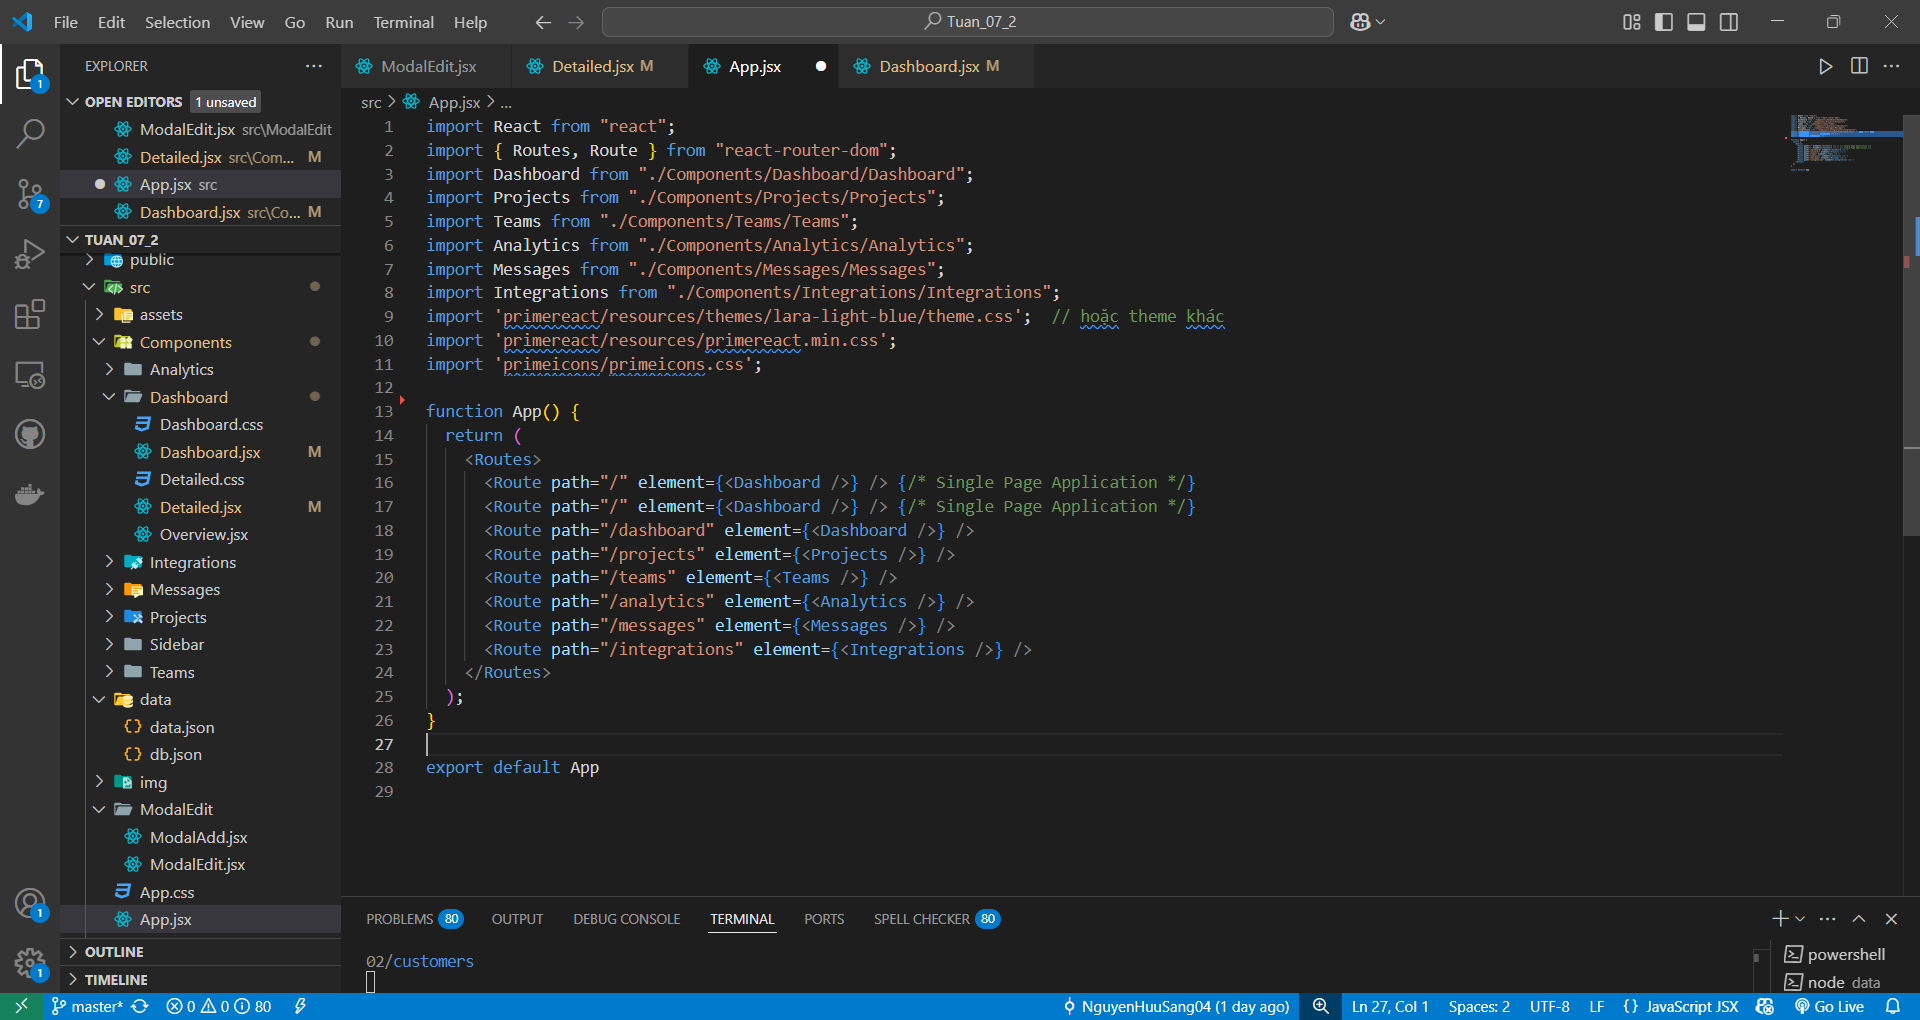 File Edit Selection View Go Run Terminal Help
Tuan_07_2
EXPLORER
OPEN EDITORS 1 unsaved
ModalEdit.jsx src\ModalEdit
Detailed.jsx src\Com... M
App.jsx src
Dashboard.jsx src\Co... M
TUAN_07_2
public
src
assets
Components
Analytics
Dashboard
Dashboard.css
Dashboard.jsx M
Detailed.css
Detailed.jsx M
Overview.jsx
Integrations
Messages
Projects
Sidebar
Teams
data
data.json
db.json
img
ModalEdit
ModalAdd.jsx
ModalEdit.jsx
App.css
App.jsx
OUTLINE
TIMELINE
1
7
1
1
ModalEdit.jsx Detailed.jsx M App.jsx Dashboard.jsx M
src > App.jsx > ...
1 import React from "react";
2 import { Routes, Route } from "react-router-dom";
3 import Dashboard from "./Components/Dashboard/Dashboard";
4 import Projects from "./Components/Projects/Projects";
5 import Teams from "./Components/Teams/Teams";
6 import Analytics from "./Components/Analytics/Analytics";
7 import Messages from "./Components/Messages/Messages";
8 import Integrations from "./Components/Integrations/Integrations";
9 import 'primereact/resources/themes/lara-light-blue/theme.css'; // hoặc theme khác
10 import 'primereact/resources/primereact.min.css';
11 import 'primeicons/primeicons.css';
12
13 function App() {
14 return (
15 <Routes>
16 <Route path="/" element={<Dashboard />} /> {/* Single Page Application */}
17 <Route path="/" element={<Dashboard />} /> {/* Single Page Application */}
18 <Route path="/dashboard" element={<Dashboard />} />
19 <Route path="/projects" element={<Projects />} />
20 <Route path="/teams" element={<Teams />} />
21 <Route path="/analytics" element={<Analytics />} />
22 <Route path="/messages" element={<Messages />} />
23 <Route path="/integrations" element={<Integrations />} />
24 </Routes>
25 );
26 }
27
28 export default App
29
PROBLEMS 80 OUTPUT DEBUG CONSOLE TERMINAL PORTS SPELL CHECKER 80
02/customers
powershell
node data
master* 0 0 80 NguyenHuuSang04 (1 day ago) Ln 27, Col 1 Spaces: 2 UTF-8 LF {} JavaScript JSX Go Live